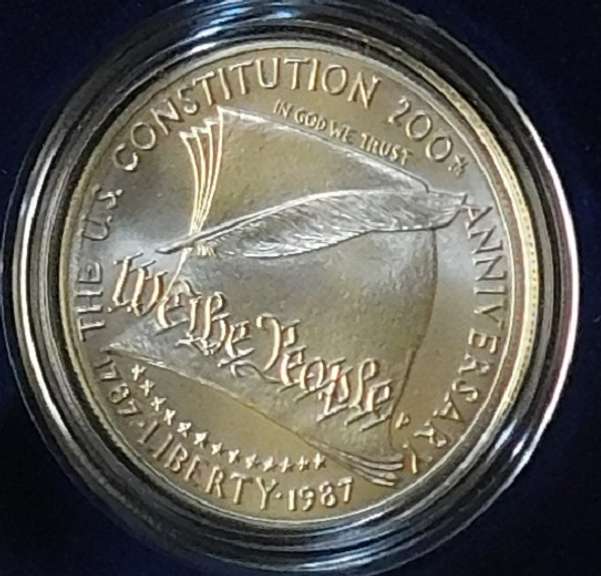 THE U.S. CONSTITUTION 200th ANNIVERSARY
IN GOD WE TRUST
We the People
1787·LIBERTY·1987